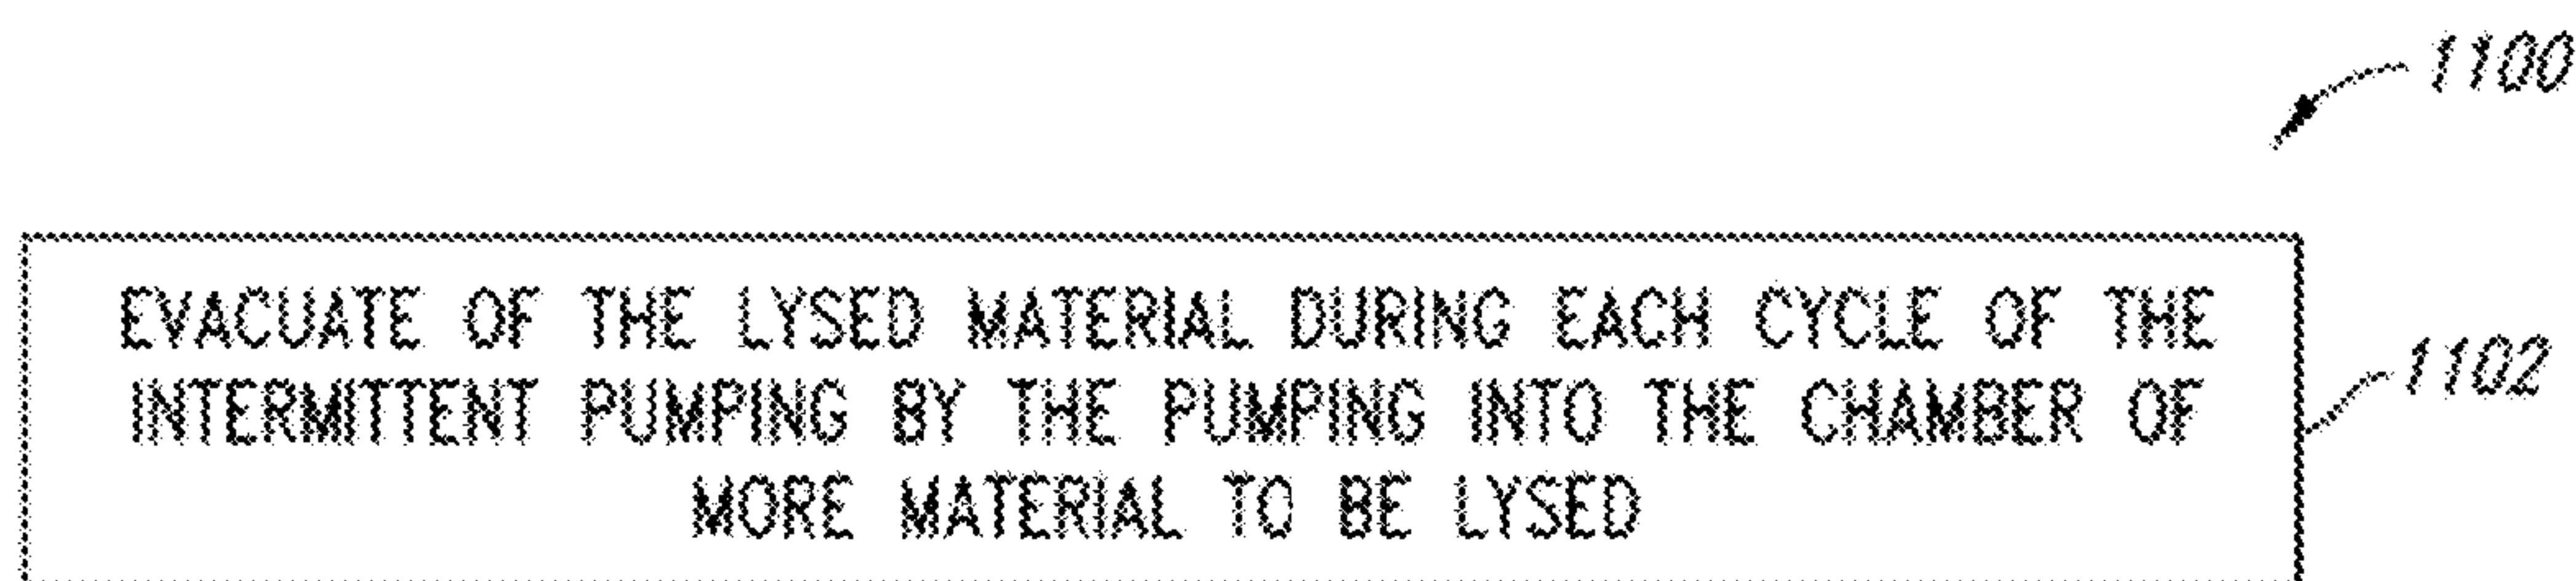 1100
EVACUATE OF THE LYSED MATERIAL DURING EACH CYCLE OF THE
INTERMITTENT PUMPING BY THE PUMPING INTO THE CHAMBER OF
MORE MATERIAL TO BE LYSED
1102